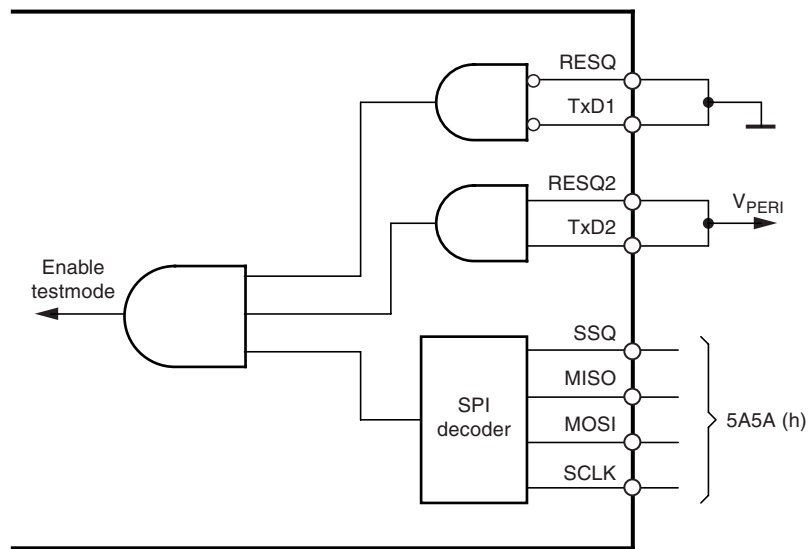 RESQ
TxD1
RESQ2
TxD2
VPERI
Enable
testmode
SSQ
MISO
SPI
decoder
MOSI
SCLK
5A5A (h)